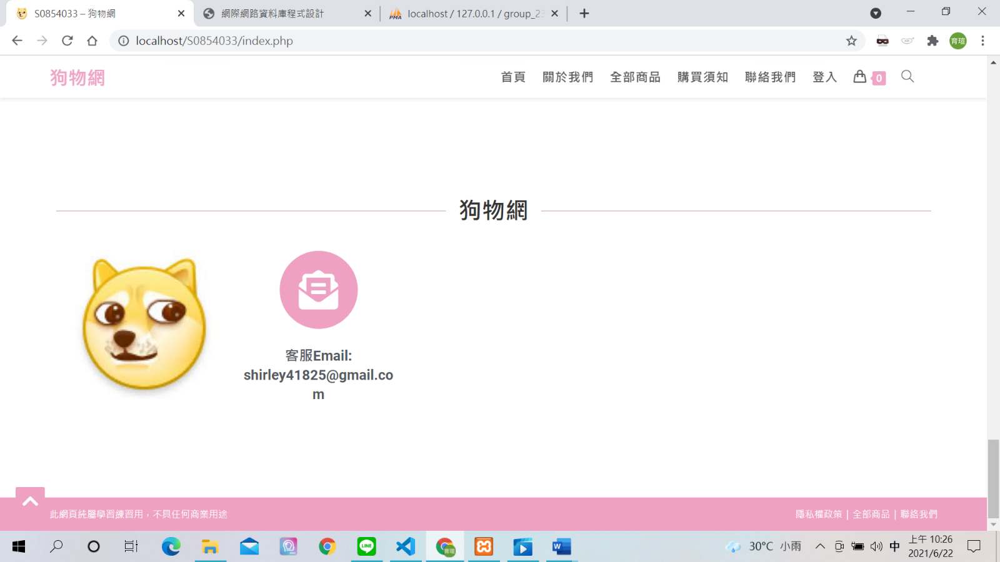 S0854033 – 狗物網
網際網路資料庫程式設計
localhost / 127.0.0.1 / group_23
localhost/S0854033/index.php
育瑄
狗物網
首頁 關於我們 全部商品 購買須知 聯絡我們 登入 0
狗物網
客服Email:
shirley41825@gmail.co
m
此網頁純屬學習練習用，不具任何商業用途
隱私權政策 | 全部商品 | 聯絡我們
30°C 小雨
中
上午 10:26
2021/6/22